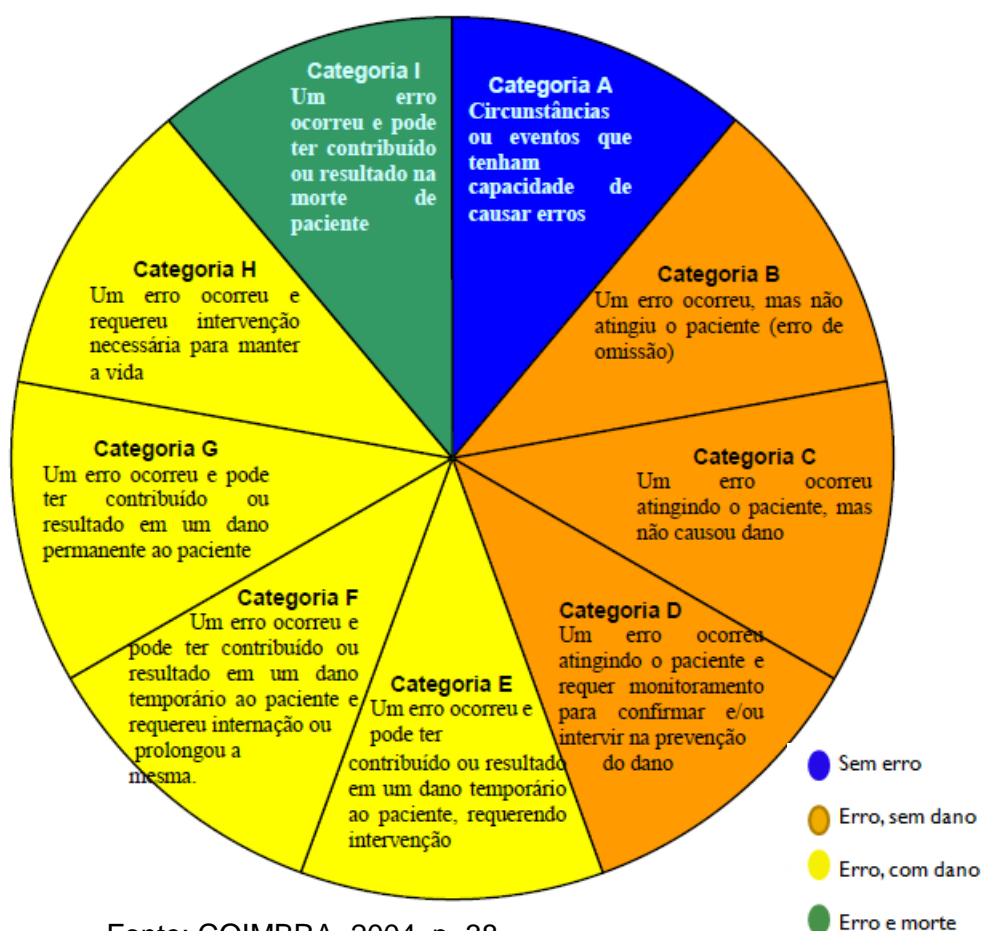 Categoria I
Um erro
ocorreu e pode
ter contribuído
ou resultado na
morte de
paciente
Categoria A
Circunstâncias
ou eventos que
tenham
capacidade de
causar erros
Categoria B
Um erro ocorreu, mas não
atingiu o paciente (erro de
omissão)
Categoria C
Um erro ocorreu
atingindo o paciente, mas
não causou dano
Categoria D
Um erro ocorreu
atingindo o paciente e
requer monitoramento
para confirmar e/ou
intervir na prevenção
do dano
Categoria E
Um erro ocorreu e
pode ter
contribuído ou resultado
em um dano temporário
ao paciente, requerendo
intervenção
Categoria F
Um erro ocorreu e
pode ter contribuído ou
resultado em um dano
temporário ao paciente e
requereu internação ou
prolongou a
mesma.
Categoria G
Um erro ocorreu e pode
ter contribuído ou
resultado em um dano
permanente ao paciente
Categoria H
Um erro ocorreu e
requereu intervenção
necessária para manter
a vida
Sem erro
Erro, sem dano
Erro, com dano
Erro e morte
Fonte: COIMBRA, 2004, p. 38